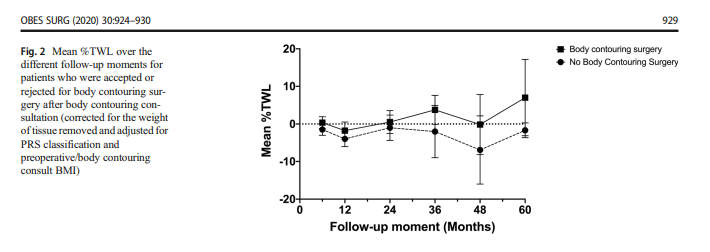 OBES SURG (2020) 30:924–930
929
Fig. 2 Mean %TWL over the
different follow-up moments for
patients who were accepted or
rejected for body contouring sur-
gery after body contouring con-
sultation (corrected for the weight
of tissue removed and adjusted for
PRS classification and
preoperative/body contouring
consult BMI)
Mean %TWL
20
10
0
-10
-20
0
12
24
36
48
60
Follow-up moment (Months)
Body contouring surgery
No Body Contouring Surgery